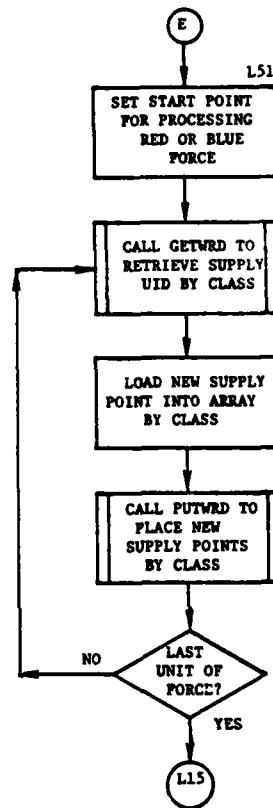 E
L51
SET START POINT
FOR PROCESSING
RED OR BLUE
FORCE
CALL GETWRD TO
RETRIEVE SUPPLY
UID BY CLASS
LOAD NEW SUPPLY
POINT INTO ARRAY
BY CLASS
CALL PUTWRD TO
PLACE NEW
SUPPLY POINTS
BY CLASS
LAST
UNIT OF
FORCE?
NO
YES
L15